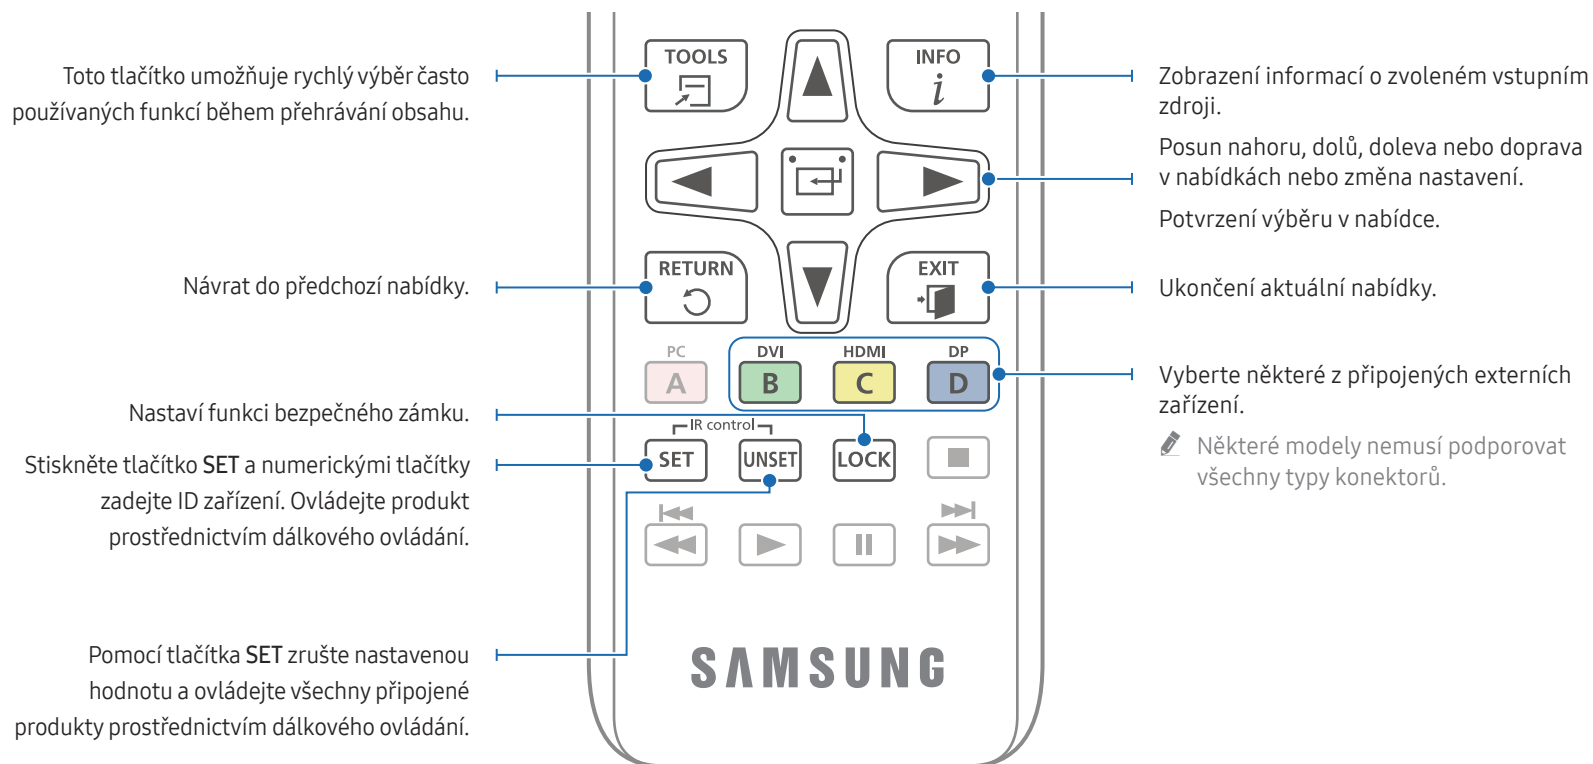 Toto tlačítko umožňuje rychlý výběr často
používaných funkcí během přehrávání obsahu.
Návrat do předchozí nabídky.
Nastaví funkci bezpečného zámku.
Stiskněte tlačítko SET a numerickými tlačítky
zadejte ID zařízení. Ovládejte produkt
prostřednictvím dálkového ovládání.
Pomocí tlačítka SET zrušte nastavenou
hodnotu a ovládejte všechny připojené
produkty prostřednictvím dálkového ovládání.
TOOLS
INFO
i
RETURN
EXIT
PC
DVI
HDMI
DP
A
B
C
D
IR control
SET
UNSET
LOCK
SAMSUNG
Zobrazení informací o zvoleném vstupním
zdroji.
Posun nahoru, dolů, doleva nebo doprava
v nabídkách nebo změna nastavení.
Potvrzení výběru v nabídce.
Ukončení aktuální nabídky.
Vyberte některé z připojených externích
zařízení.
Některé modely nemusí podporovat
všechny typy konektorů.